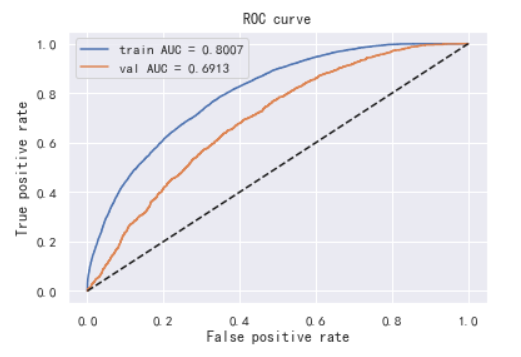 ROC curve
train AUC = 0.8007
val AUC = 0.6913
1.0
0.8
0.6
0.4
0.2
0.0
True positive rate
0.0 0.2 0.4 0.6 0.8 1.0
False positive rate